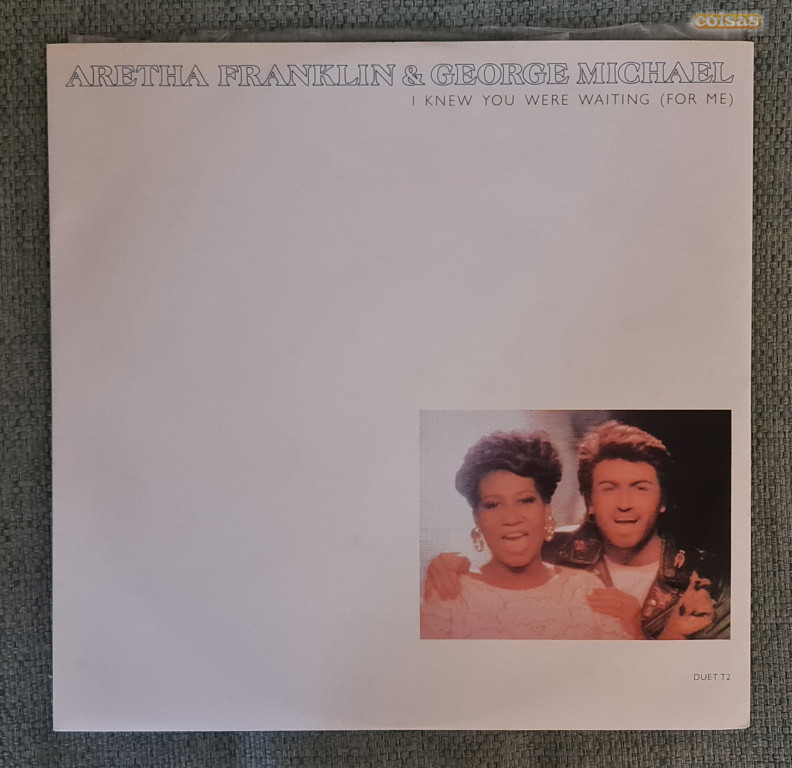 coisas
ARETHA FRANKLIN & GEORGE MICHAEL
I KNEW YOU WERE WAITING (FOR ME)
DUET T2